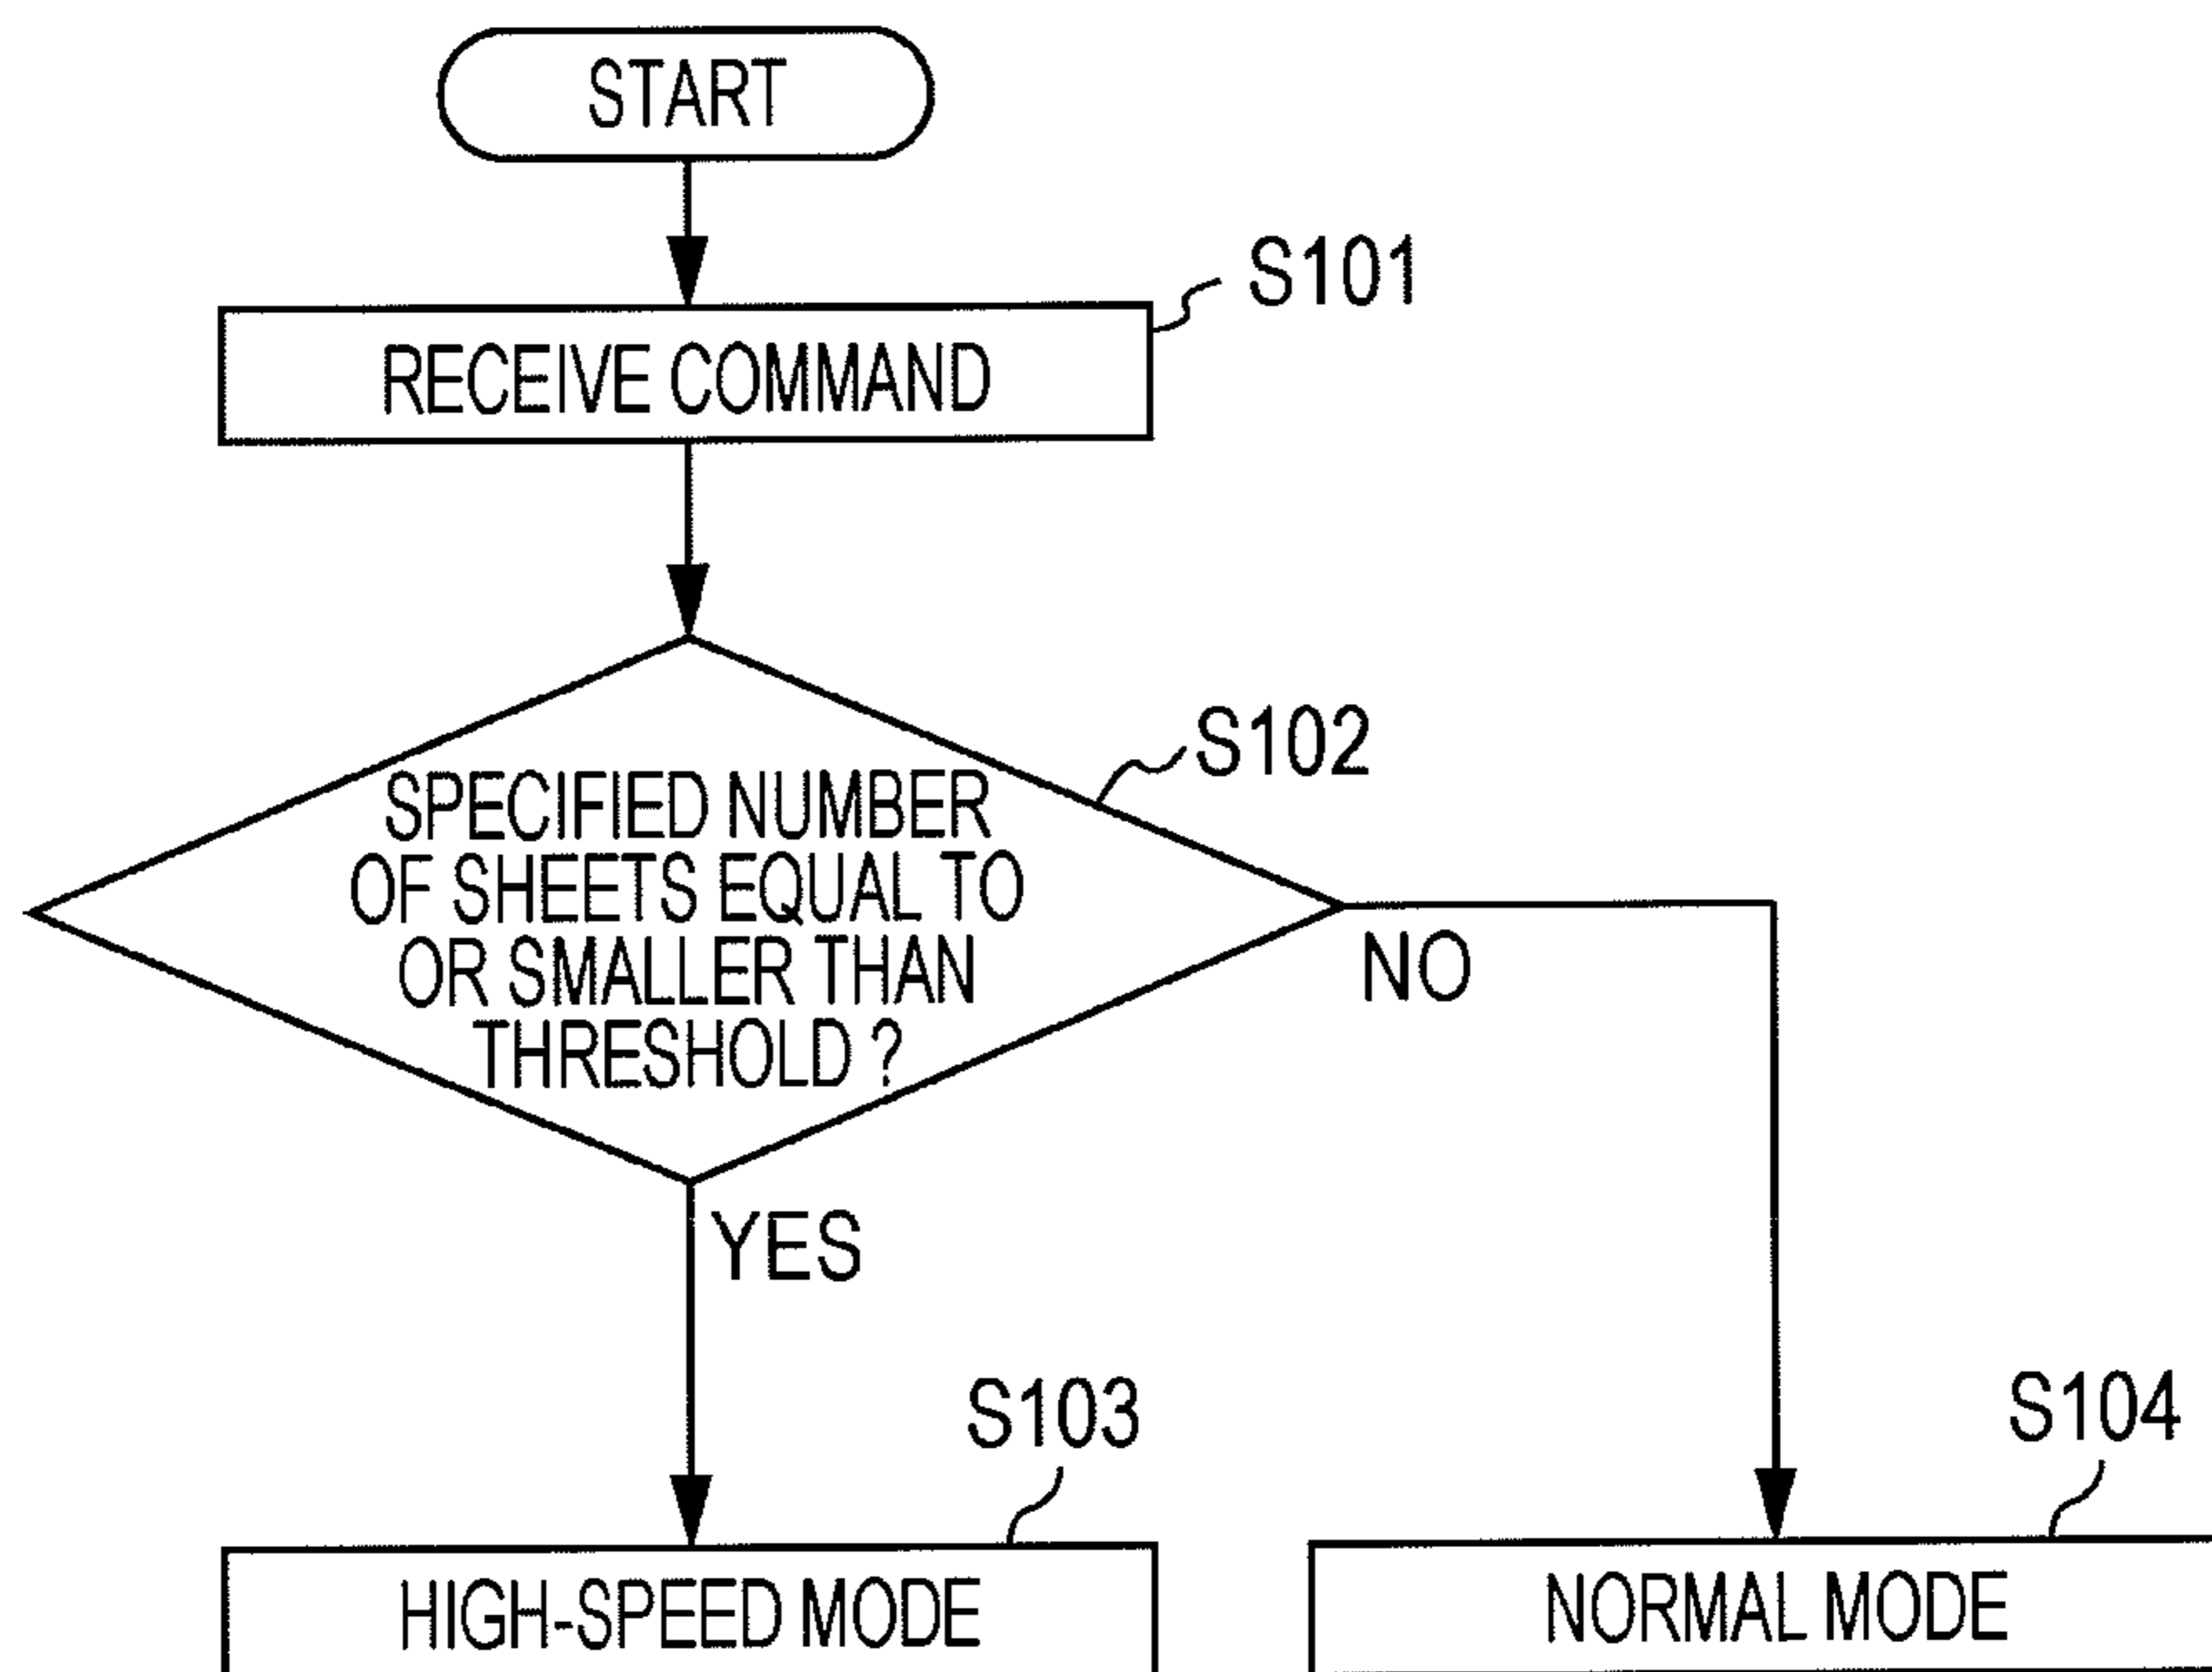 START
S101
RECEIVE COMMAND
S102
SPECIFIED NUMBER
OF SHEETS EQUAL TO
OR SMALLER THAN
THRESHOLD ?
NO
YES
S103
S104
HIGH-SPEED MODE
NORMAL MODE